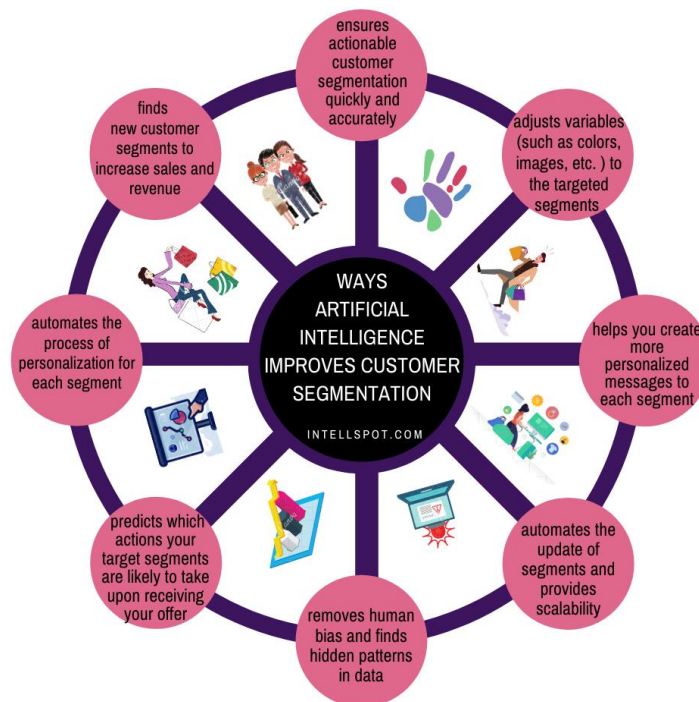 ensures
actionable
customer
segmentation
quickly and
accurately
adjusts variables
(such as colors,
images, etc. ) to
the targeted
segments
helps you create
more
personalized
messages to
each segment
automates the
update of
segments and
provides
scalability
removes human
bias and finds
hidden patterns
in data
predicts which
actions your
target segments
are likely to take
upon receiving
your offer
automates the
process of
personalization for
each segment
finds
new customer
segments to
increase sales and
revenue
WAYS
ARTIFICIAL
INTELLIGENCE
IMPROVES CUSTOMER
SEGMENTATION
INTELLSPOT.COM